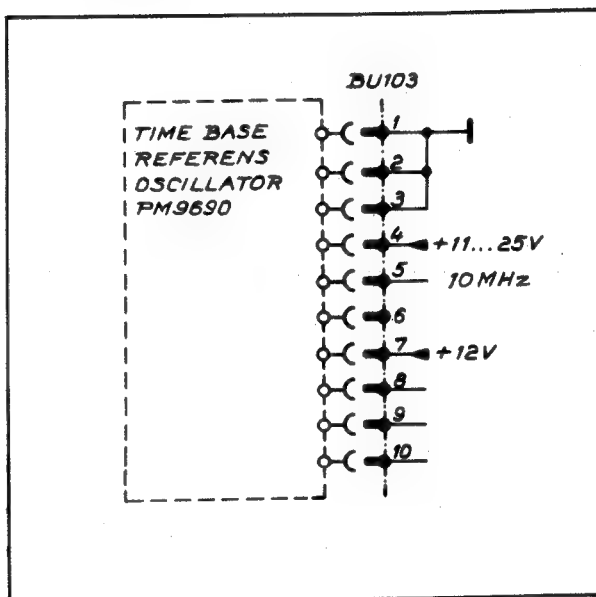 BU103
TIME BASE
REFERENS
OSCILLATOR
PM9690
1
2
3
4 +11...25V
5 10MHz
6
7 +12V
8
9
10